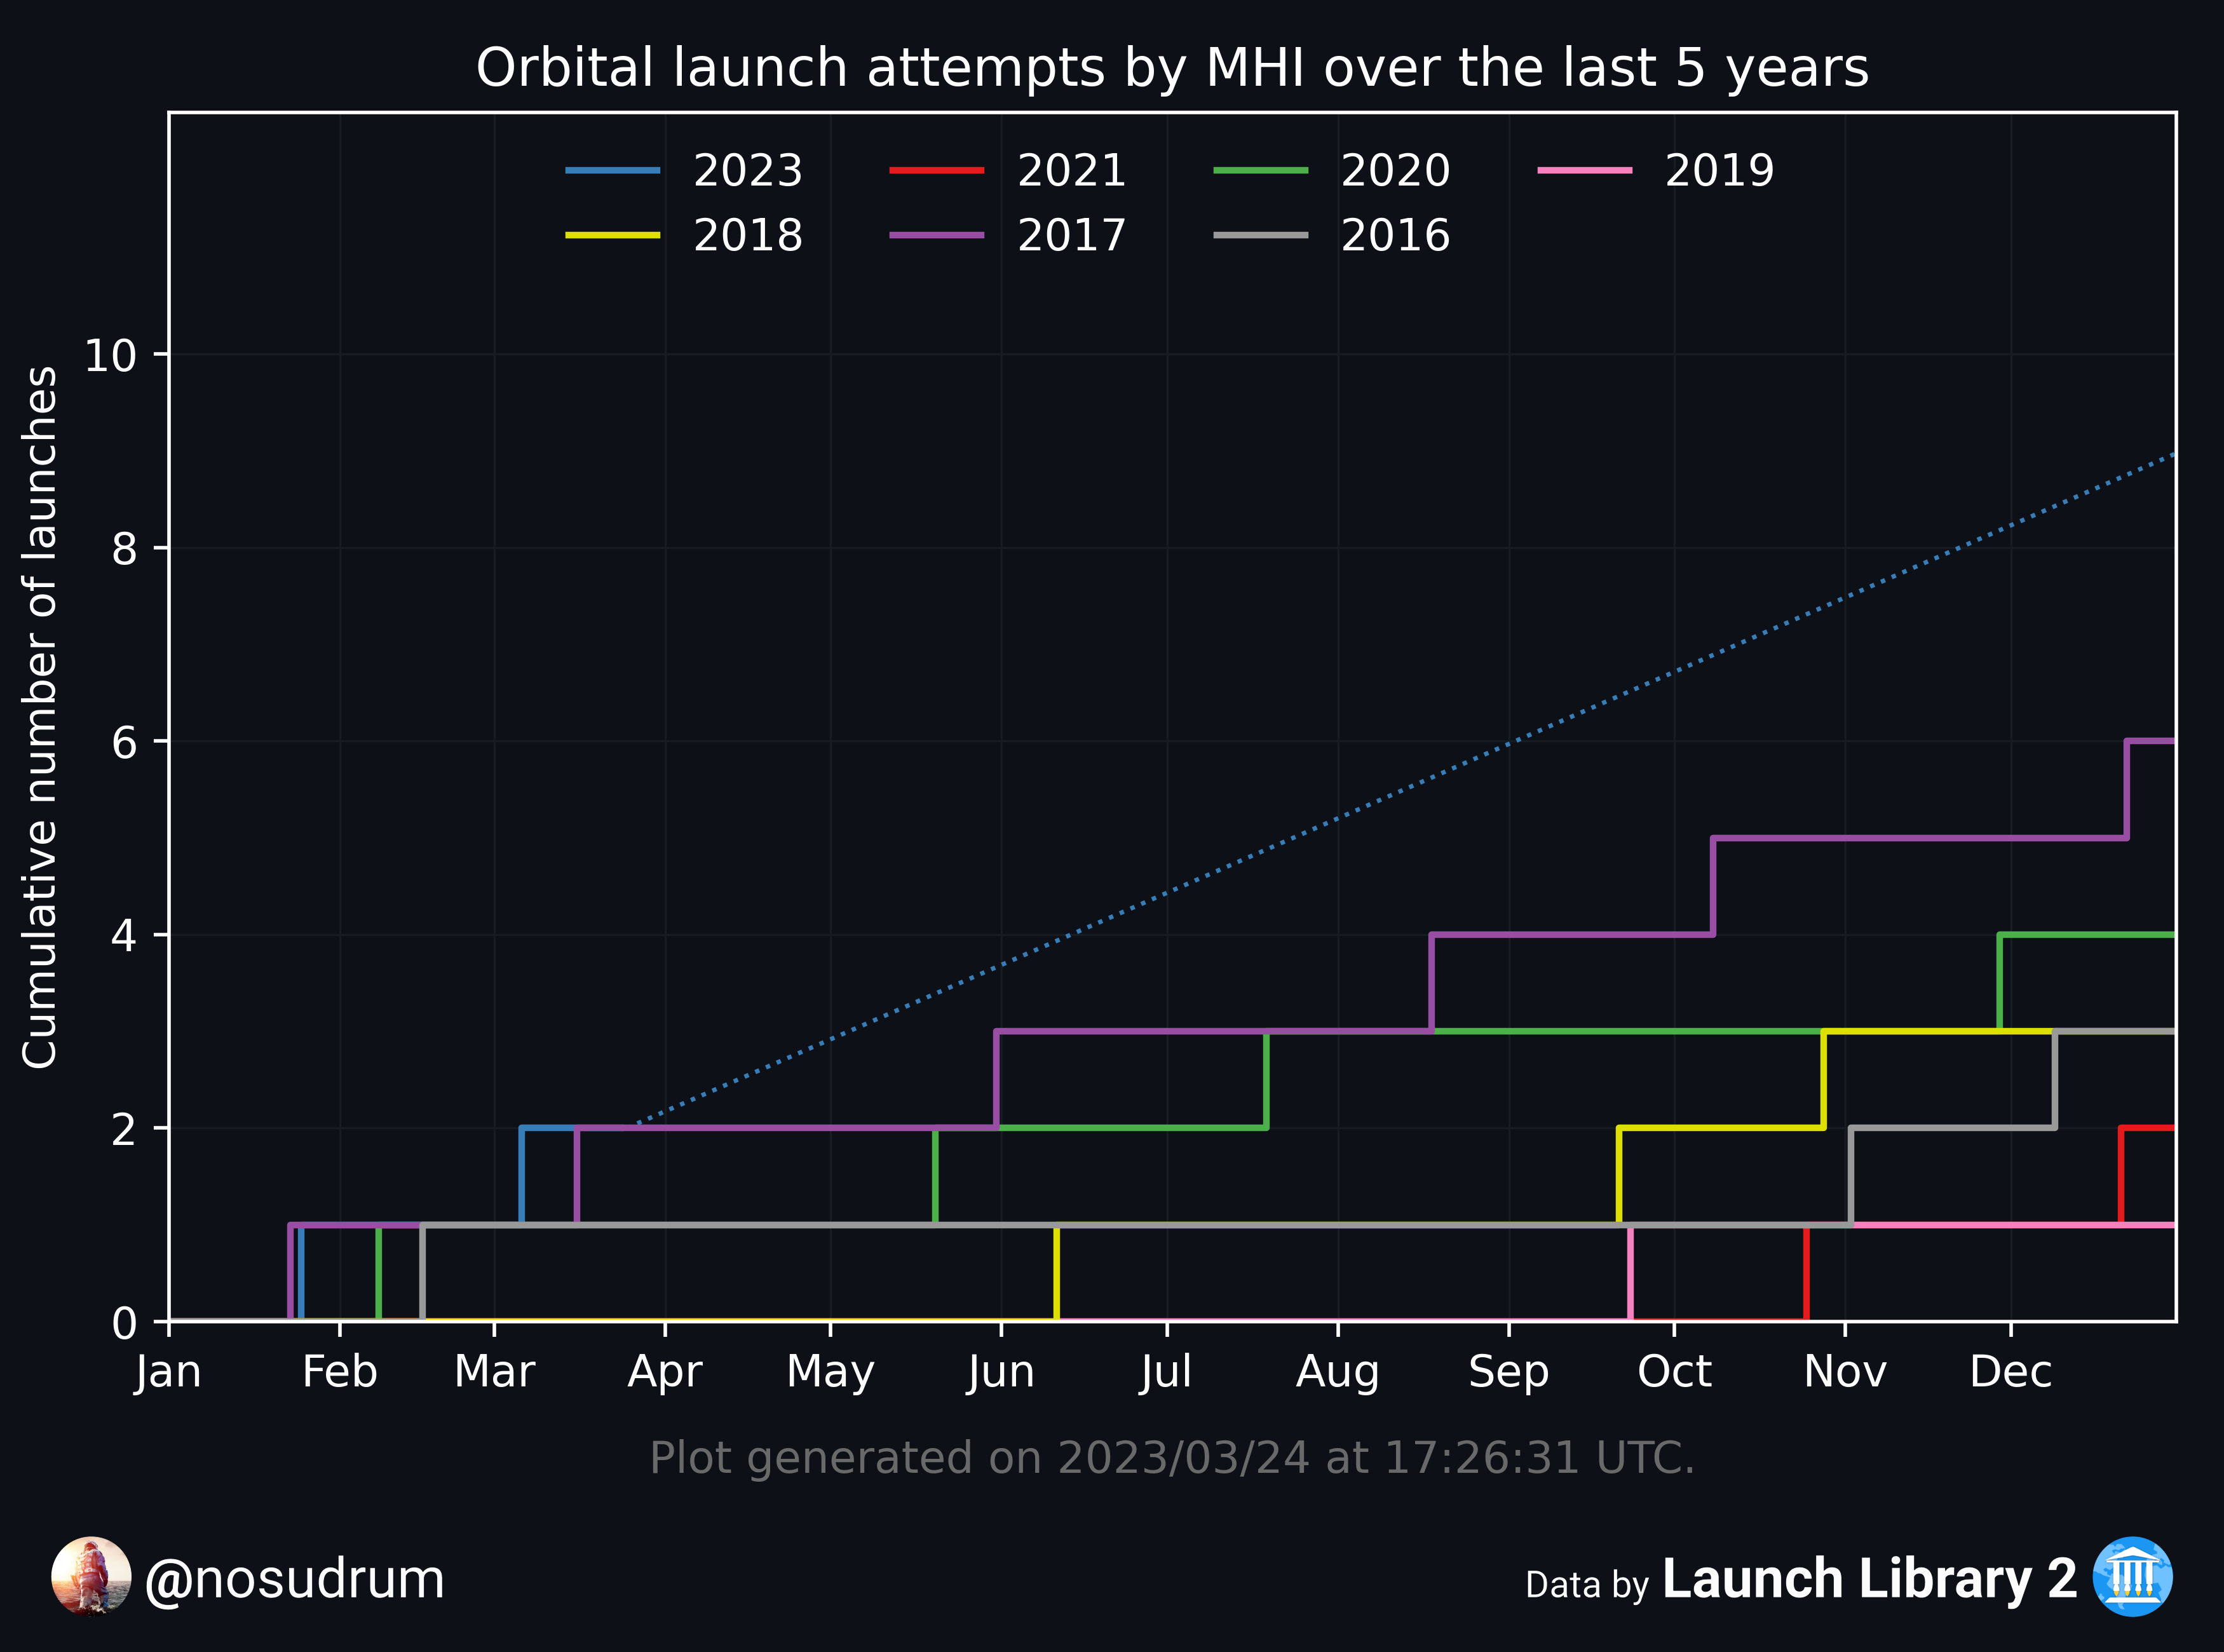 Orbital launch attempts by MHI over the last 5 years
2023 2021 2020 2019
2018 2017 2016
Cumulative number of launches
10
8
6
4
2
0
Jan Feb Mar Apr May Jun Jul Aug Sep Oct Nov Dec
Plot generated on 2023/03/24 at 17:26:31 UTC.
@nosudrum
Data by Launch Library 2